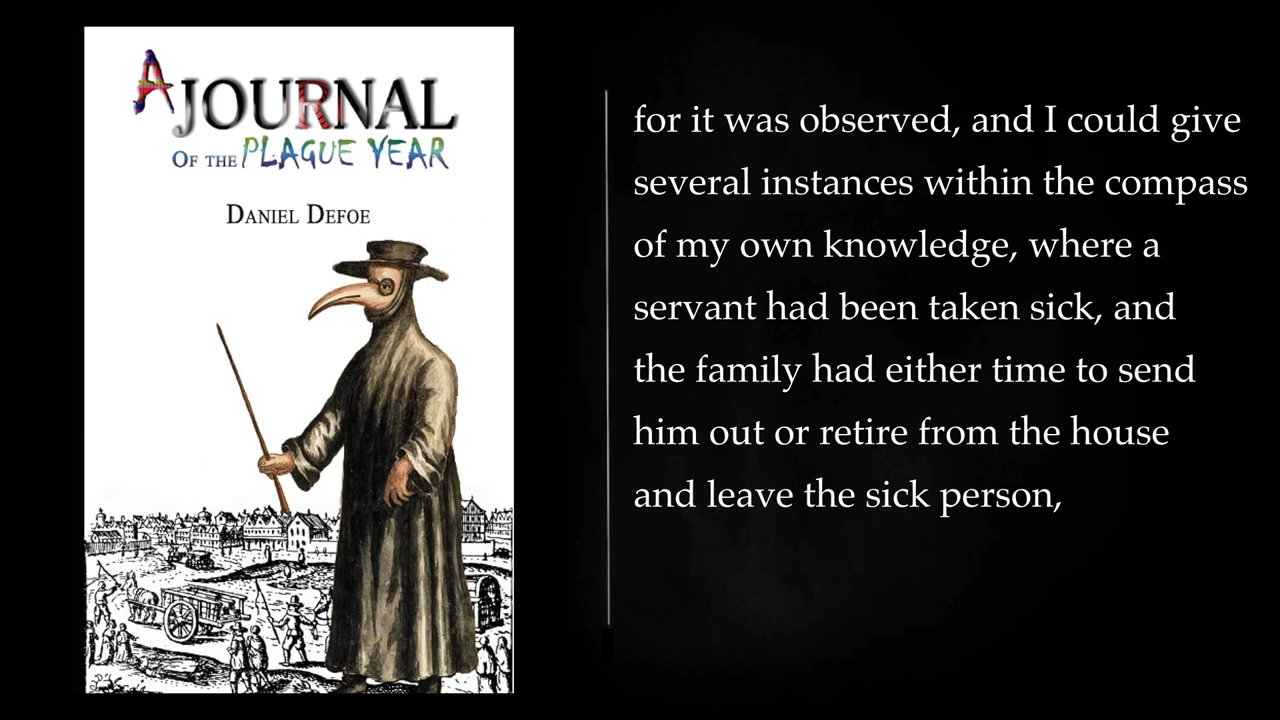 A JOURNAL
OF THE PLAGUE YEAR
DANIEL DEFOE
for it was observed, and I could give
several instances within the compass
of my own knowledge, where a
servant had been taken sick, and
the family had either time to send
him out or retire from the house
and leave the sick person,